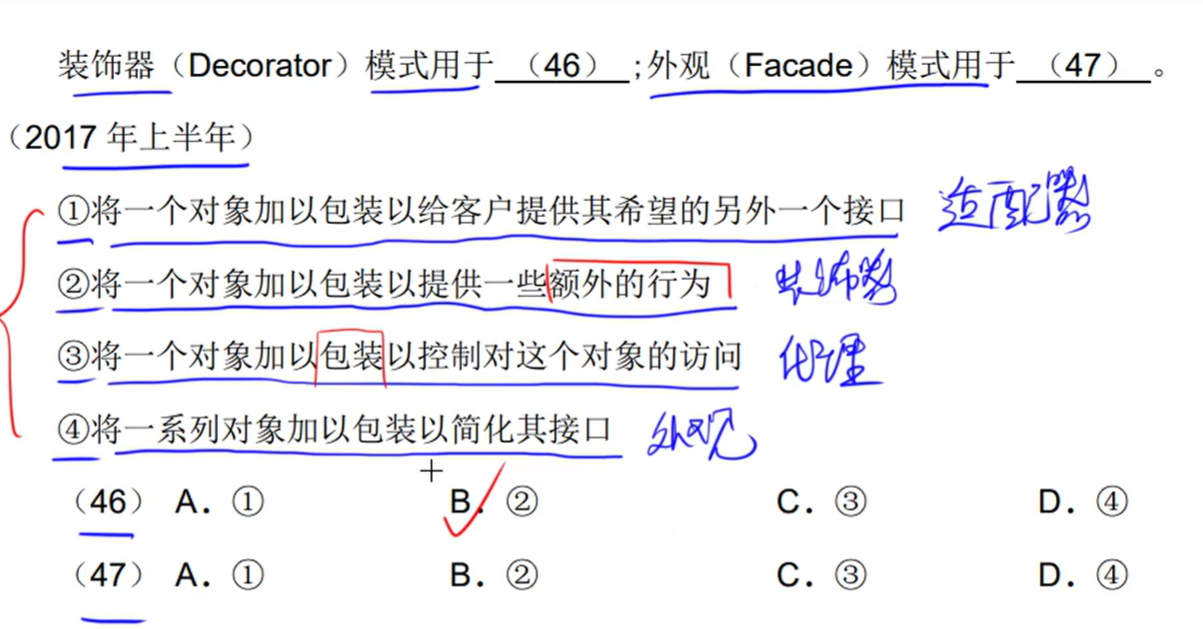 装饰器（Decorator）模式用于（46）;外观（Facade）模式用于（47）。
（2017 年上半年）
①将一个对象加以包装以给客户提供其希望的另外一个接口 适配器
②将一个对象加以包装以提供一些额外的行为 装饰器
③将一个对象加以包装以控制对这个对象的访问 代理
④将一系列对象加以包装以简化其接口 外观
（46） A．① B．② C．③ D．④
（47） A．① B．② C．③ D．④